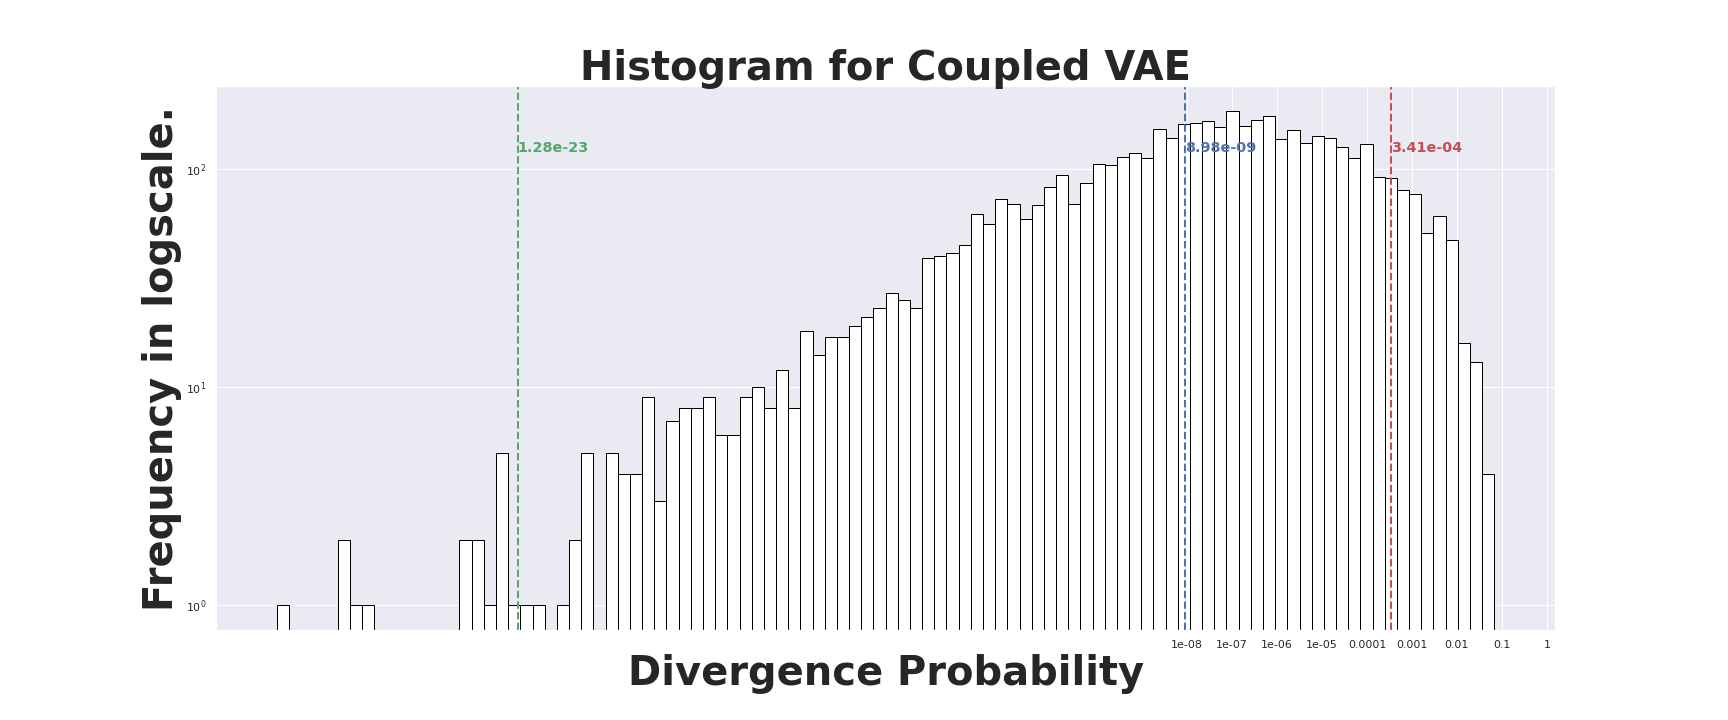 Histogram for Coupled VAE
Frequency in logscale.
10²
10¹
10⁰
1.28e-23
8.98e-09
3.41e-04
1e-08 1e-07 1e-06 1e-05 0.0001 0.001 0.01 0.1 1
Divergence Probability